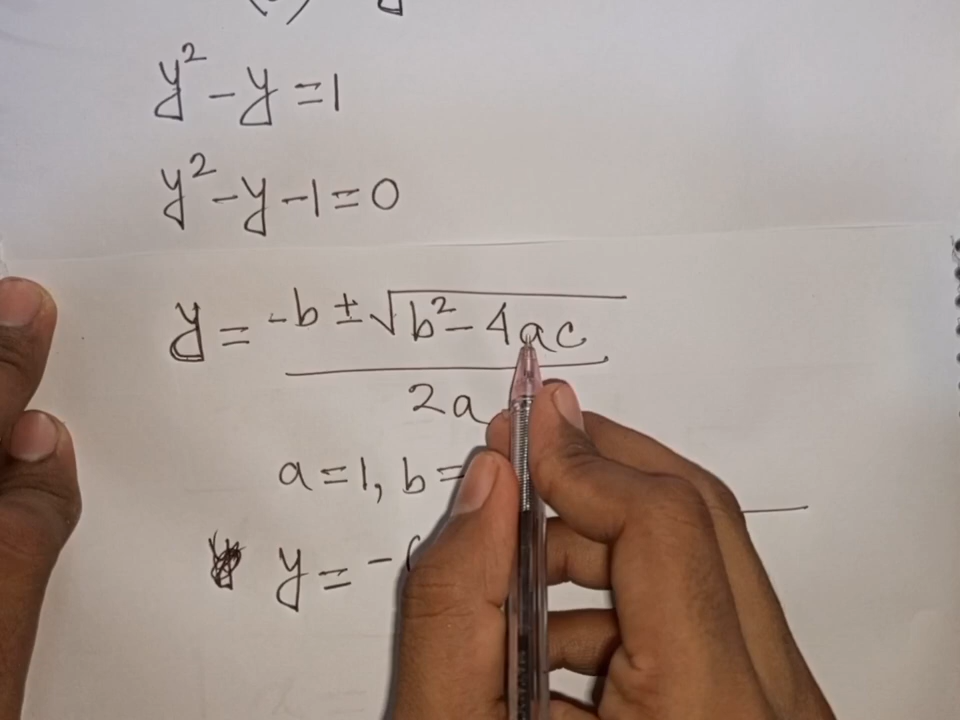 y² - y = 1
y² - y - 1 = 0
y = -b ± √b² - 4ac
2a
a = 1, b =
y = -(